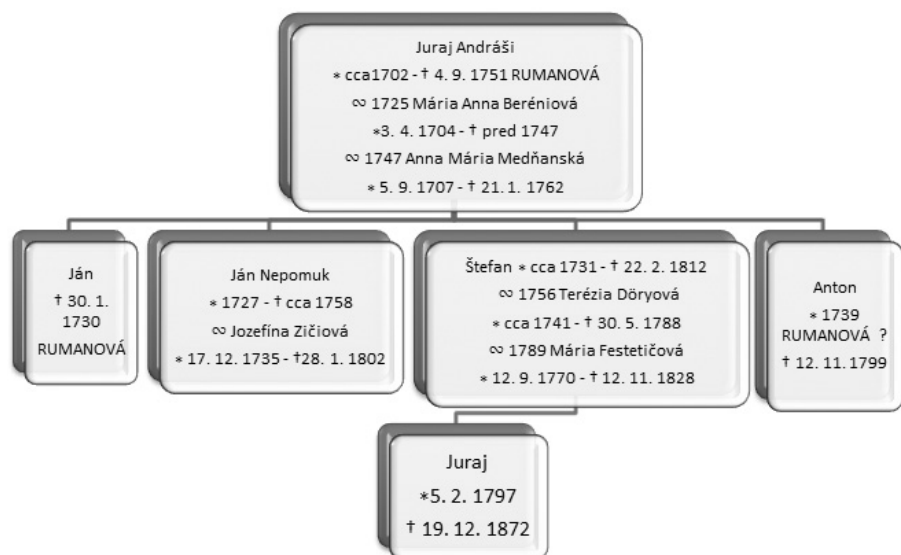 Juraj Andráši
* cca1702 - † 4. 9. 1751 RUMANOVÁ
∞ 1725 Mária Anna Beréniová
*3. 4. 1704 - † pred 1747
∞ 1747 Anna Mária Medňanská
* 5. 9. 1707 - † 21. 1. 1762
Ján
† 30. 1.
1730
RUMANOVÁ
Ján Nepomuk
* 1727 - † cca 1758
∞ Jozefína Zičiová
* 17. 12. 1735 - †28. 1. 1802
Štefan * cca 1731 - † 22. 2. 1812
∞ 1756 Terézia Döryová
* cca 1741 - † 30. 5. 1788
∞ 1789 Mária Festetičová
* 12. 9. 1770 - † 12. 11. 1828
Anton
* 1739
RUMANOVÁ ?
† 12. 11. 1799
Juraj
*5. 2. 1797
† 19. 12. 1872